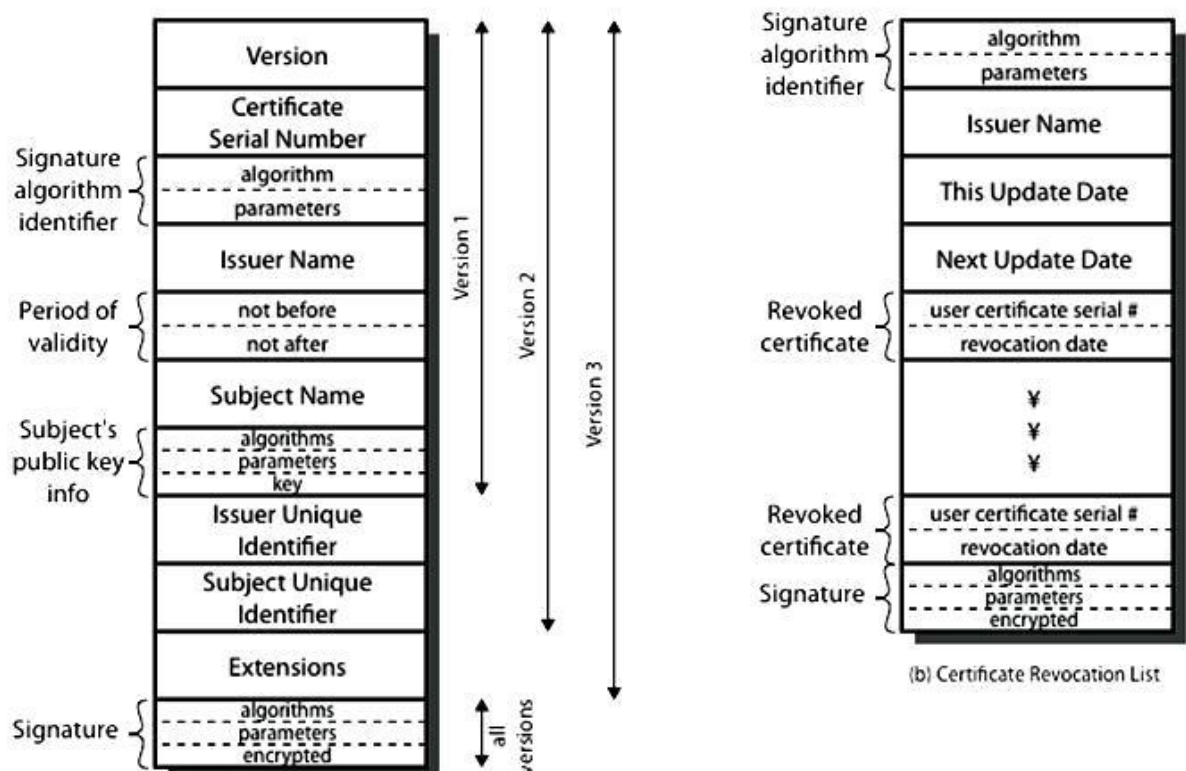 Version
Certificate
Serial Number
Signature
algorithm
identifier
algorithm
parameters
Issuer Name
Period of
validity
not before
not after
Subject Name
Subject's
public key
info
algorithms
parameters
key
Issuer Unique
Identifier
Subject Unique
Identifier
Extensions
Signature
algorithms
parameters
encrypted
Version 1
Version 2
Version 3
all
versions
Signature
algorithm
identifier
algorithm
parameters
Issuer Name
This Update Date
Next Update Date
Revoked
certificate
user certificate serial #
revocation date
¥
¥
¥
Revoked
certificate
user certificate serial #
revocation date
Signature
algorithms
parameters
encrypted
(b) Certificate Revocation List